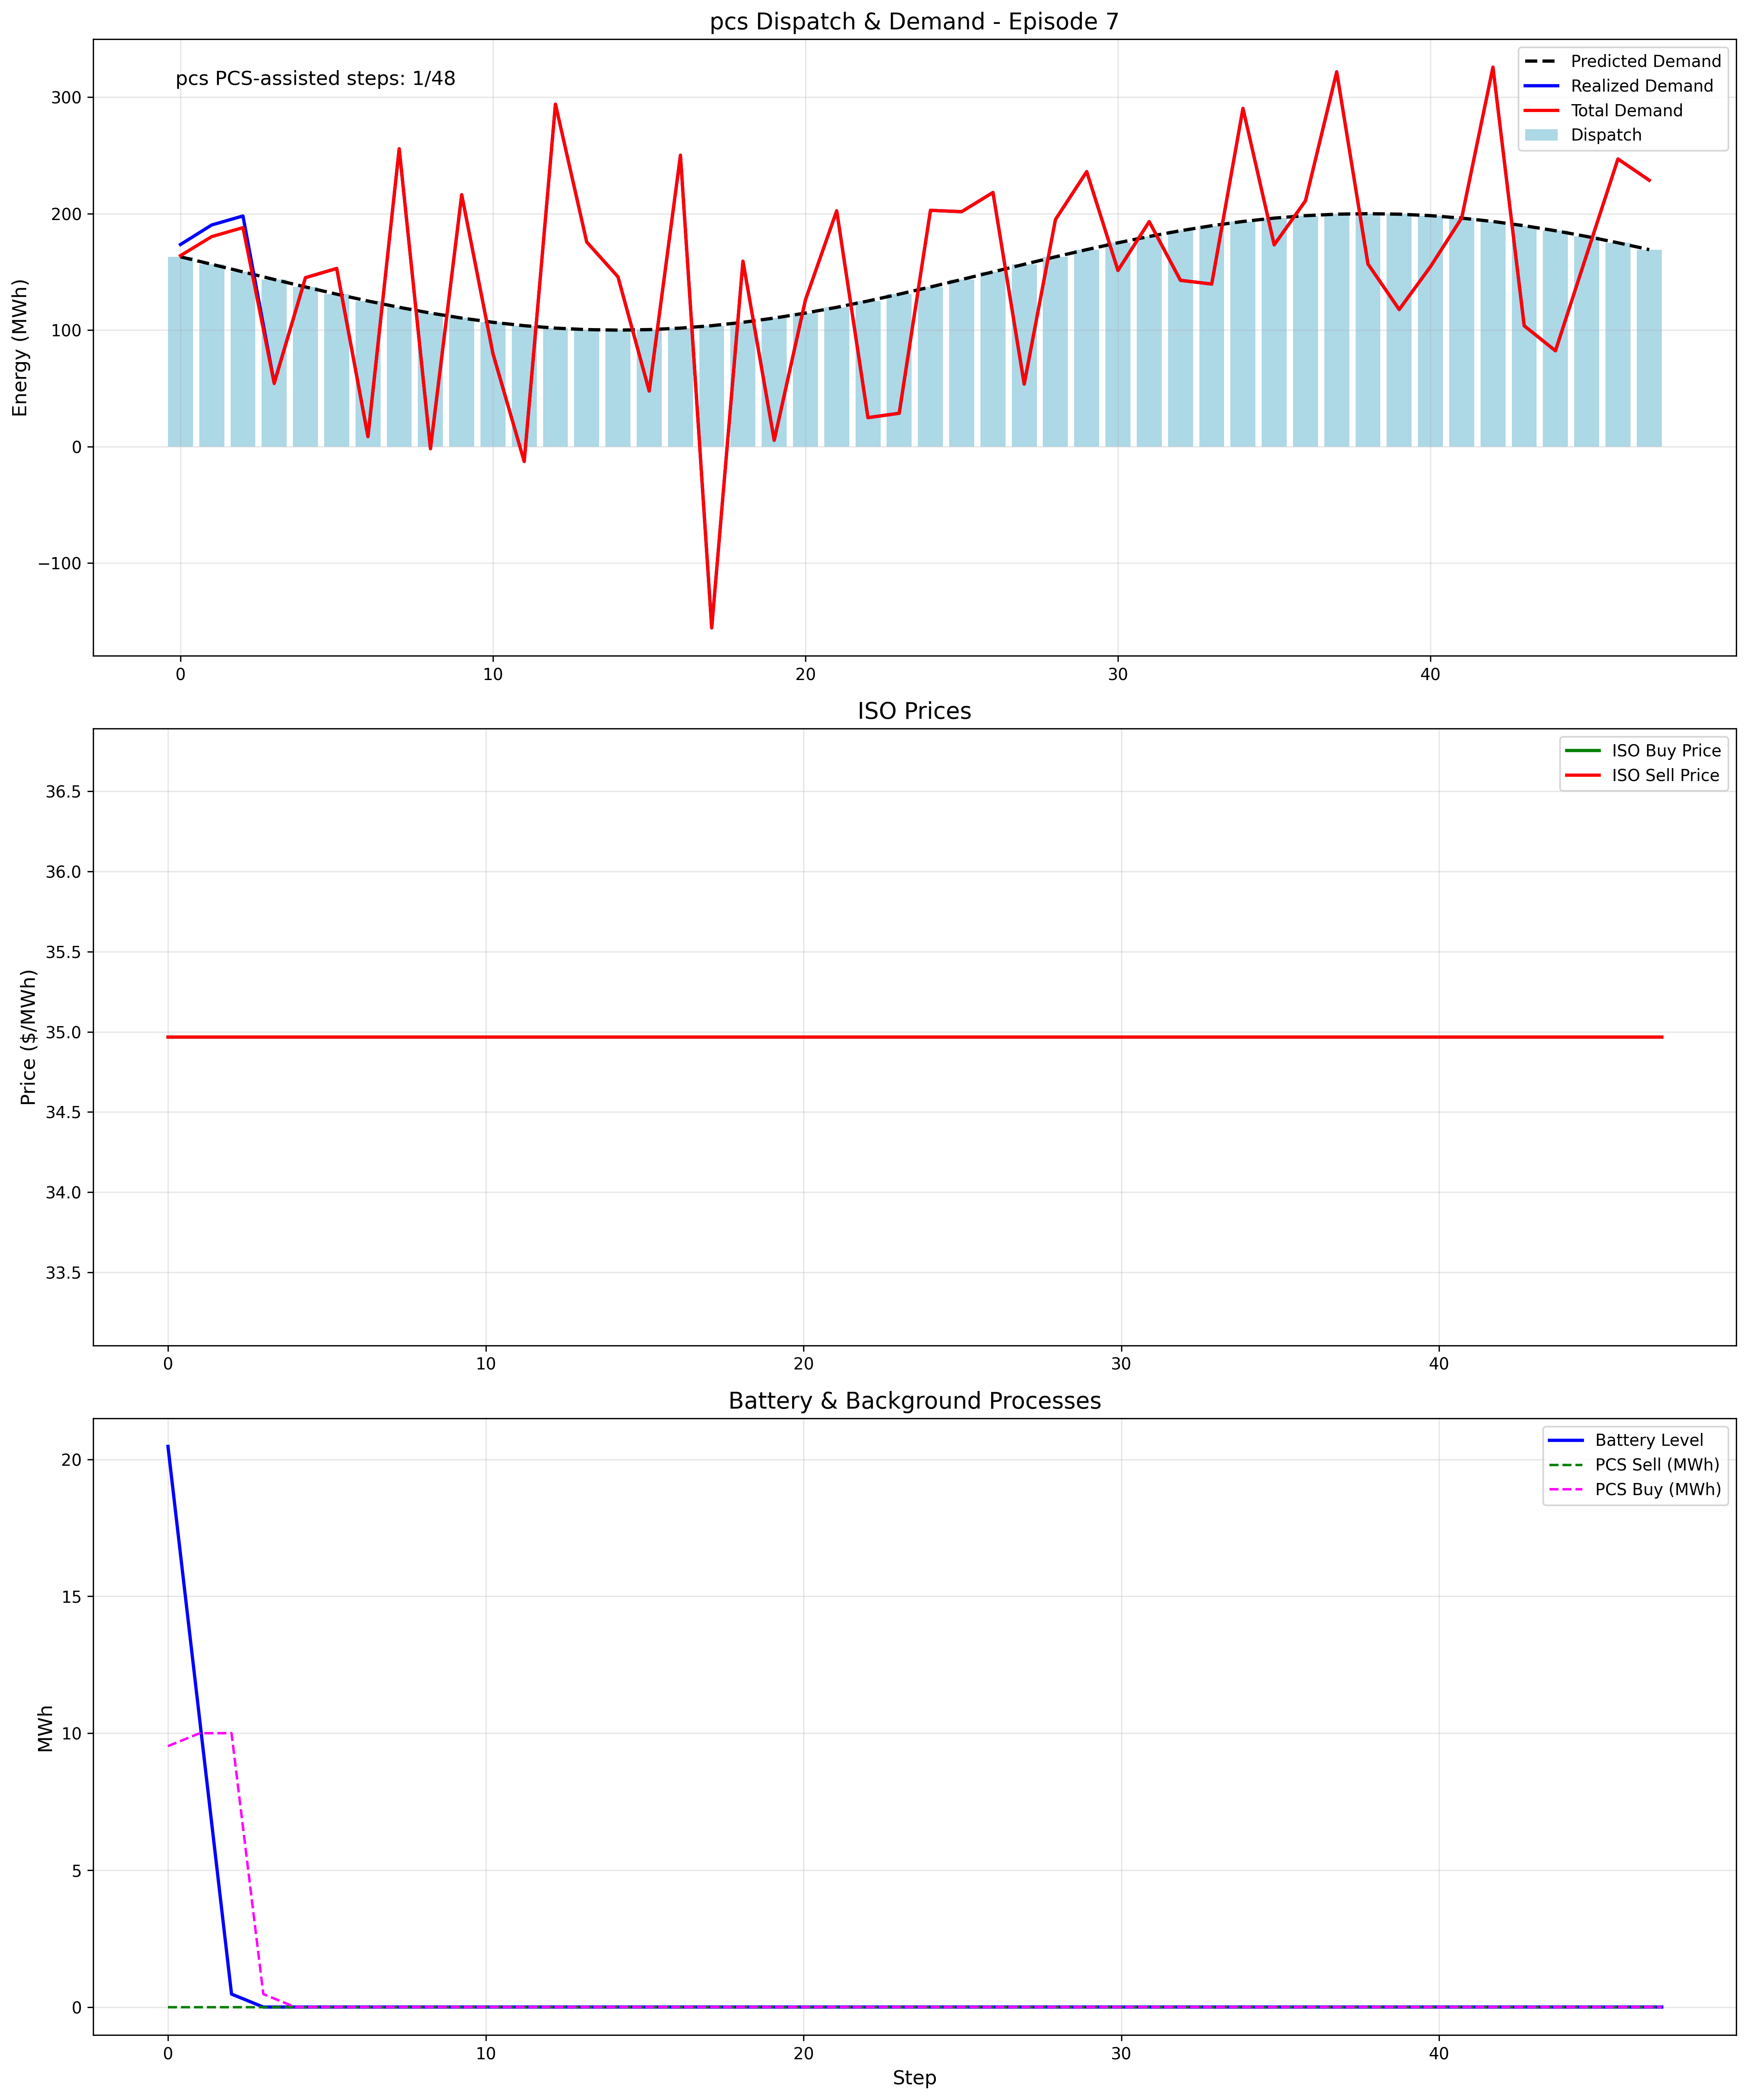 pcs Dispatch & Demand - Episode 7
pcs PCS-assisted steps: 1/48
Predicted Demand
Realized Demand
Total Demand
Dispatch
Energy (MWh)
300
200
100
0
−100
0 10 20 30 40
ISO Prices
ISO Buy Price
ISO Sell Price
Price ($/MWh)
36.5
36.0
35.5
35.0
34.5
34.0
33.5
0 10 20 30 40
Battery & Background Processes
Battery Level
PCS Sell (MWh)
PCS Buy (MWh)
MWh
20
15
10
5
0
0 10 20 30 40
Step